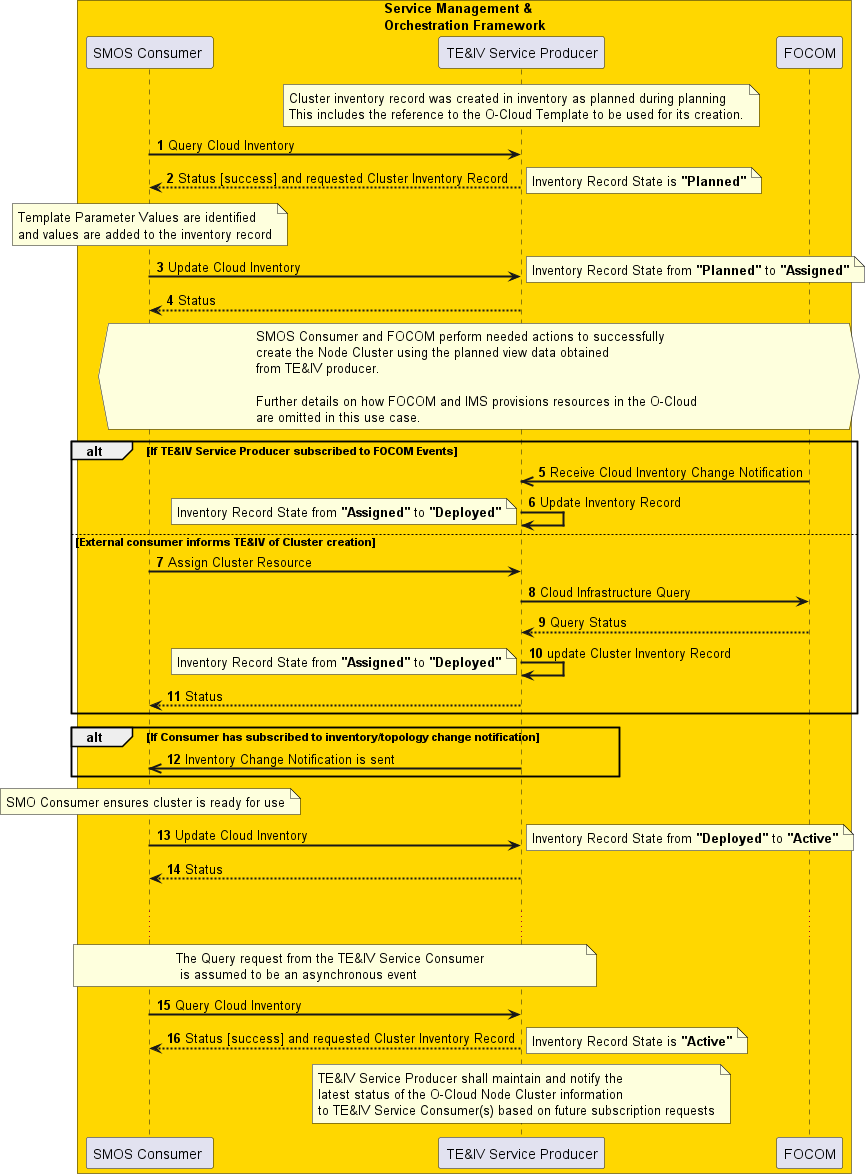 Service Management &
Orchestration Framework
SMOS Consumer
TE&IV Service Producer
FOCOM
Cluster inventory record was created in inventory as planned during planning
This includes the reference to the O-Cloud Template to be used for its creation.
1 Query Cloud Inventory
2 Status [success] and requested Cluster Inventory Record
Inventory Record State is "Planned"
Template Parameter Values are identified
and values are added to the inventory record
3 Update Cloud Inventory
Inventory Record State from "Planned" to "Assigned"
4 Status
SMOS Consumer and FOCOM perform needed actions to successfully
create the Node Cluster using the planned view data obtained
from TE&IV producer.
Further details on how FOCOM and IMS provisions resources in the O-Cloud
are omitted in this use case.
alt [If TE&IV Service Producer subscribed to FOCOM Events]
5 Receive Cloud Inventory Change Notification
6 Update Inventory Record
Inventory Record State from "Assigned" to "Deployed"
[External consumer informs TE&IV of Cluster creation]
7 Assign Cluster Resource
8 Cloud Infrastructure Query
9 Query Status
10 update Cluster Inventory Record
Inventory Record State from "Assigned" to "Deployed"
11 Status
alt [If Consumer has subscribed to inventory/topology change notification]
12 Inventory Change Notification is sent
SMO Consumer ensures cluster is ready for use
13 Update Cloud Inventory
Inventory Record State from "Deployed" to "Active"
14 Status
The Query request from the TE&IV Service Consumer
is assumed to be an asynchronous event
15 Query Cloud Inventory
16 Status [success] and requested Cluster Inventory Record
Inventory Record State is "Active"
TE&IV Service Producer shall maintain and notify the
latest status of the O-Cloud Node Cluster information
to TE&IV Service Consumer(s) based on future subscription requests
SMOS Consumer
TE&IV Service Producer
FOCOM